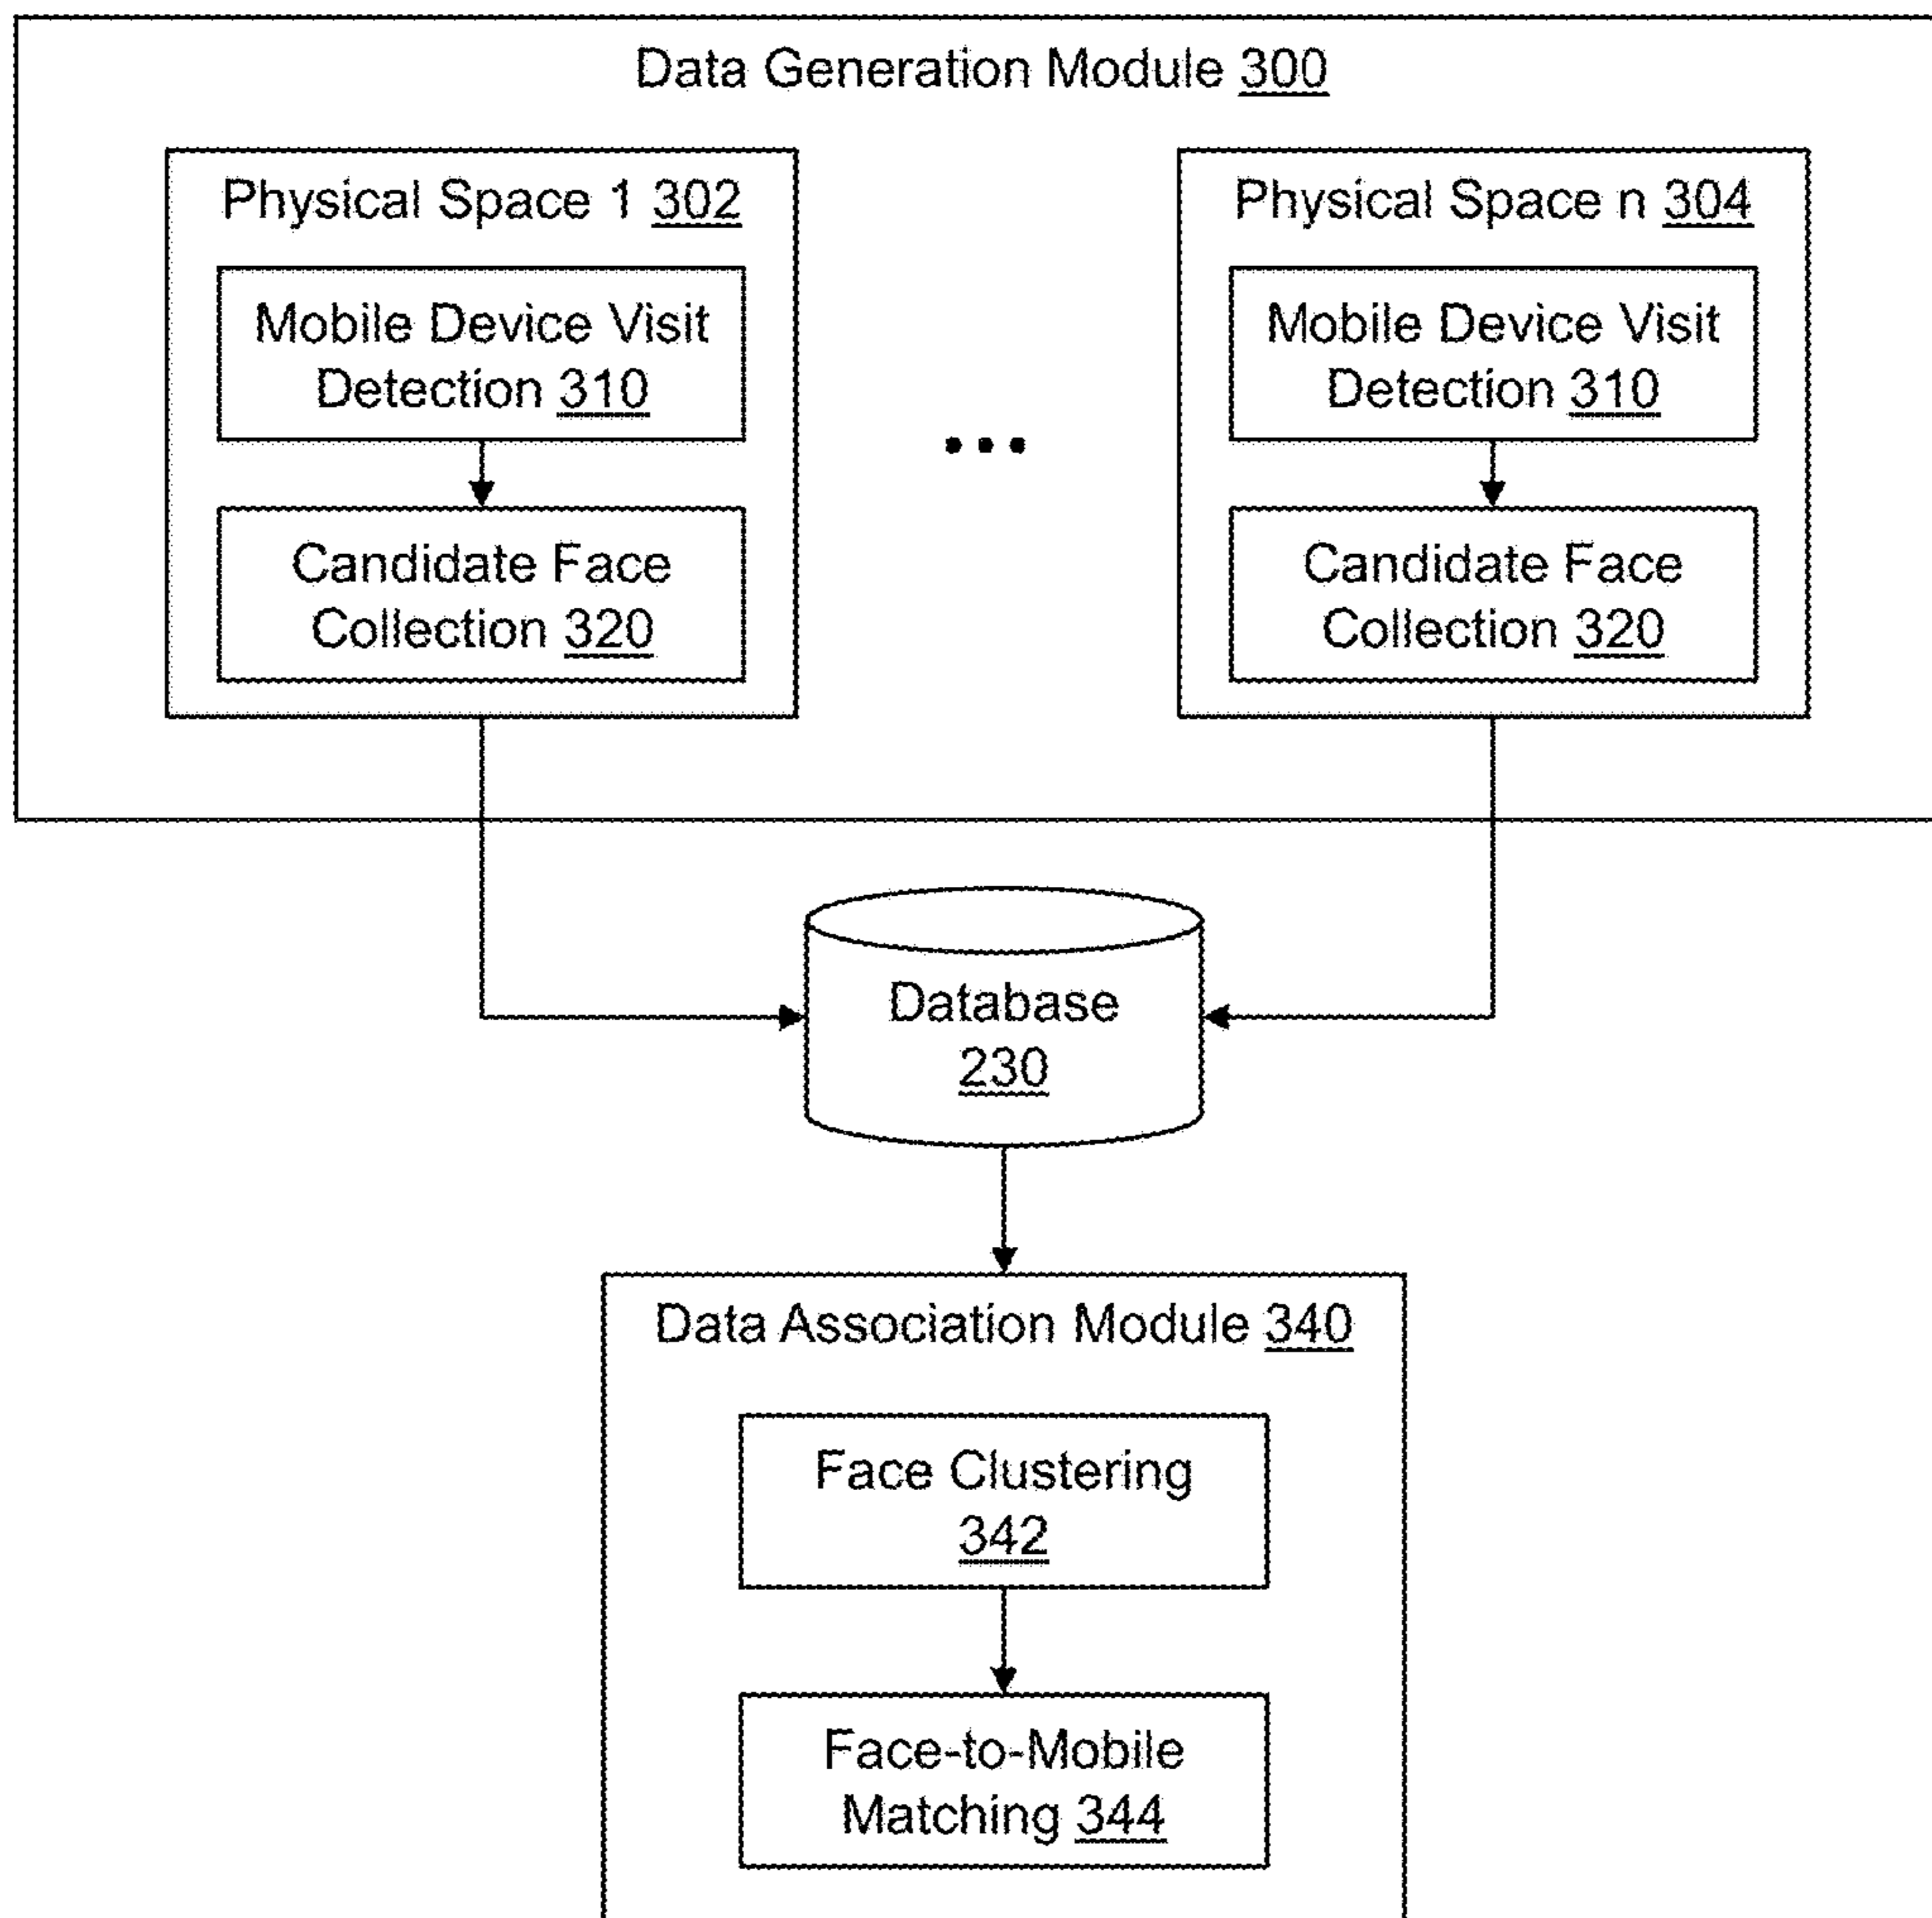 Data Generation Module 300
Physical Space 1 302
Mobile Device Visit
Detection 310
Candidate Face
Collection 320
...
Physical Space n 304
Mobile Device Visit
Detection 310
Candidate Face
Collection 320
Database
230
Data Association Module 340
Face Clustering
342
Face-to-Mobile
Matching 344